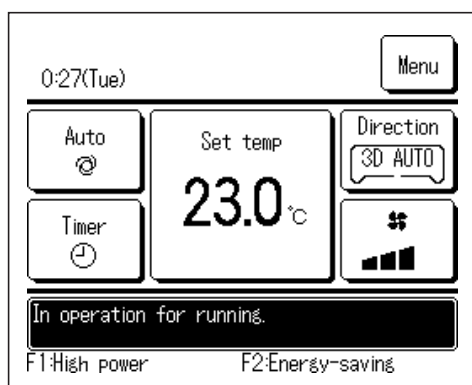 0:27(Tue)
Menu
Auto
Set temp
23.0 °C
Direction
3D AUTO
Timer
In operation for running.
F1:High power
F2:Energy-saving